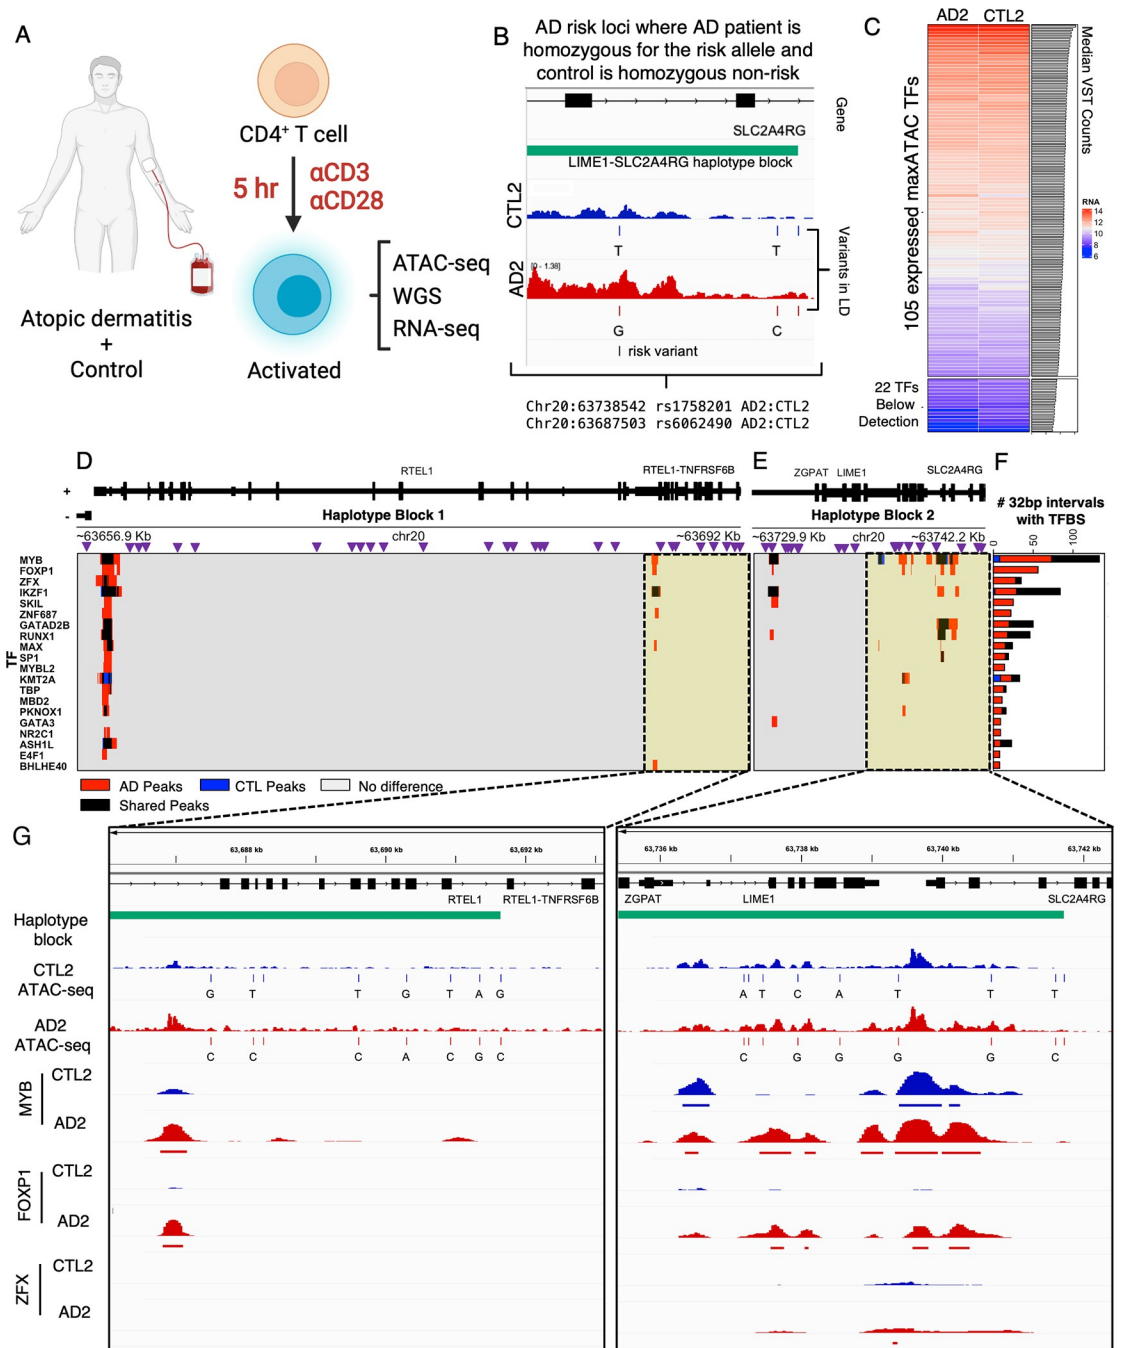 A
CD4⁺ T cell
5 hr
αCD3
αCD28
ATAC-seq
WGS
RNA-seq
Atopic dermatitis
+
Control
Activated
B
AD risk loci where AD patient is
homozygous for the risk allele and
control is homozygous non-risk
Gene
SLC2A4RG
LIME1-SLC2A4RG haplotype block
CTL2
T T
AD2
[0 - 1.38]
G C
risk variant
Variants in LD
Chr20:63738542 rs1758201 AD2:CTL2
Chr20:63687503 rs6062490 AD2:CTL2
C
AD2 CTL2
105 expressed maxATAC TFs
22 TFs
Below
Detection
Median VST Counts
RNA
14
12
10
8
6
0 50 100
D
RTEL1 RTEL1-TNFRSF6B
+
-
Haplotype Block 1
~63656.9 Kb chr20 ~63692 Kb
E
ZGPAT LIME1 SLC2A4RG
Haplotype Block 2
~63729.9 Kb chr20 ~63742.2 Kb
F
# 32bp intervals
with TFBS
0 50 100
TF
MYB
FOXP1
ZFX
IKZF1
SKIL
ZNF687
GATAD2B
RUNX1
MAX
SP1
MYBL2
KMT2A
TBP
MBD2
PKNOX1
GATA3
NR2C1
ASH1L
E4F1
BHLHE40
AD Peaks CTL Peaks No difference
Shared Peaks
G
63,688 kb 63,690 kb 63,692 kb
RTEL1 RTEL1-TNFRSF6B
63,736 kb 63,738 kb 63,740 kb 63,742 kb
ZGPAT LIME1 SLC2A4RG
Haplotype
block
CTL2
ATAC-seq
G T T G T A G
A T C A T T T
AD2
ATAC-seq
C C C A C G C
C G G G G C
MYB
CTL2
AD2
FOXP1
CTL2
AD2
ZFX
CTL2
AD2